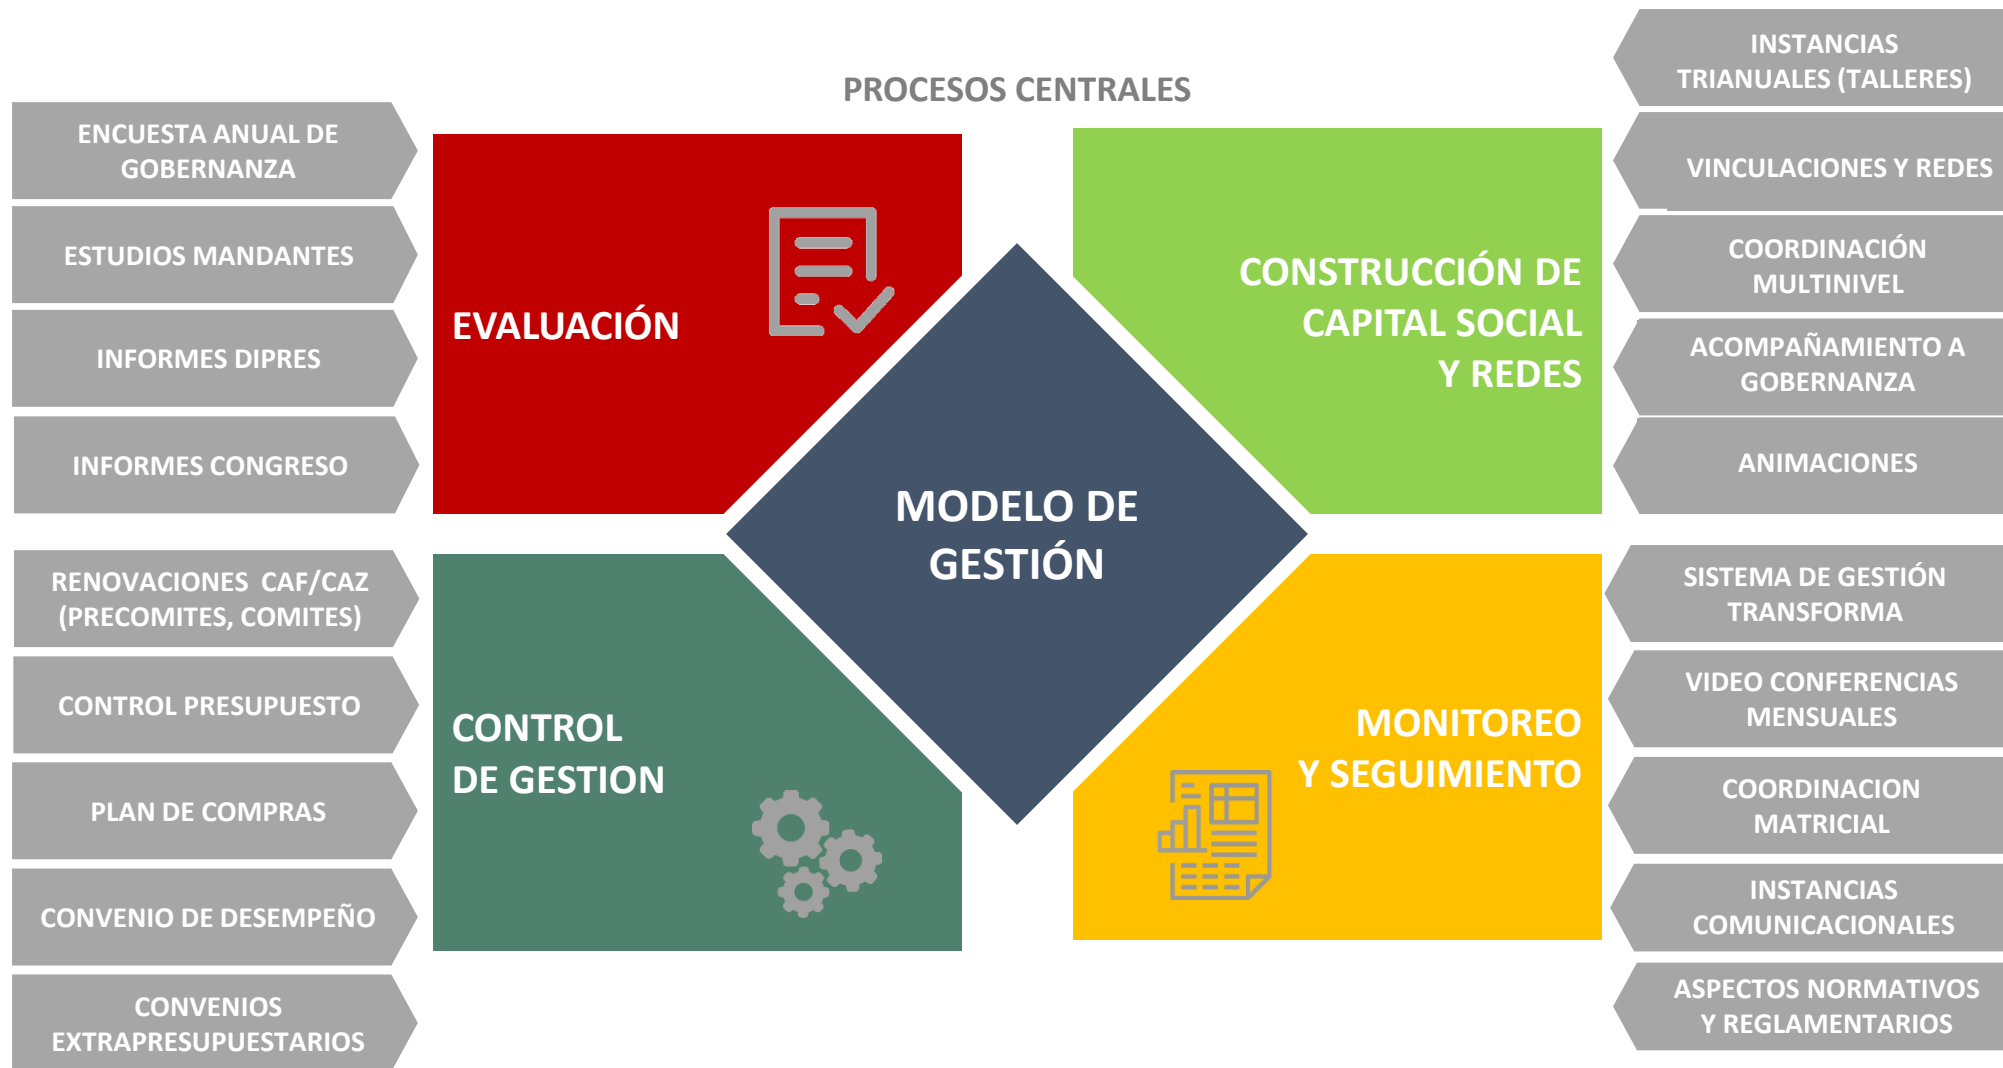 PROCESOS CENTRALES
ENCUESTA ANUAL DE
GOBERNANZA
ESTUDIOS MANDANTES
INFORMES DIPRES
INFORMES CONGRESO
EVALUACIÓN
CONSTRUCCIÓN DE
CAPITAL SOCIAL
Y REDES
INSTANCIAS
TRIANUALES (TALLERES)
VINCULACIONES Y REDES
COORDINACIÓN
MULTINIVEL
ACOMPAÑAMIENTO A
GOBERNANZA
ANIMACIONES
MODELO DE
GESTIÓN
RENOVACIONES  CAF/CAZ
(PRECOMITES, COMITES)
CONTROL PRESUPUESTO
PLAN DE COMPRAS
CONVENIO DE DESEMPEÑO
CONVENIOS
EXTRAPRESUPUESTARIOS
CONTROL
DE GESTION
MONITOREO
Y SEGUIMIENTO
SISTEMA DE GESTIÓN
TRANSFORMA
VIDEO CONFERENCIAS
MENSUALES
COORDINACION
MATRICIAL
INSTANCIAS
COMUNICACIONALES
ASPECTOS NORMATIVOS
Y REGLAMENTARIOS